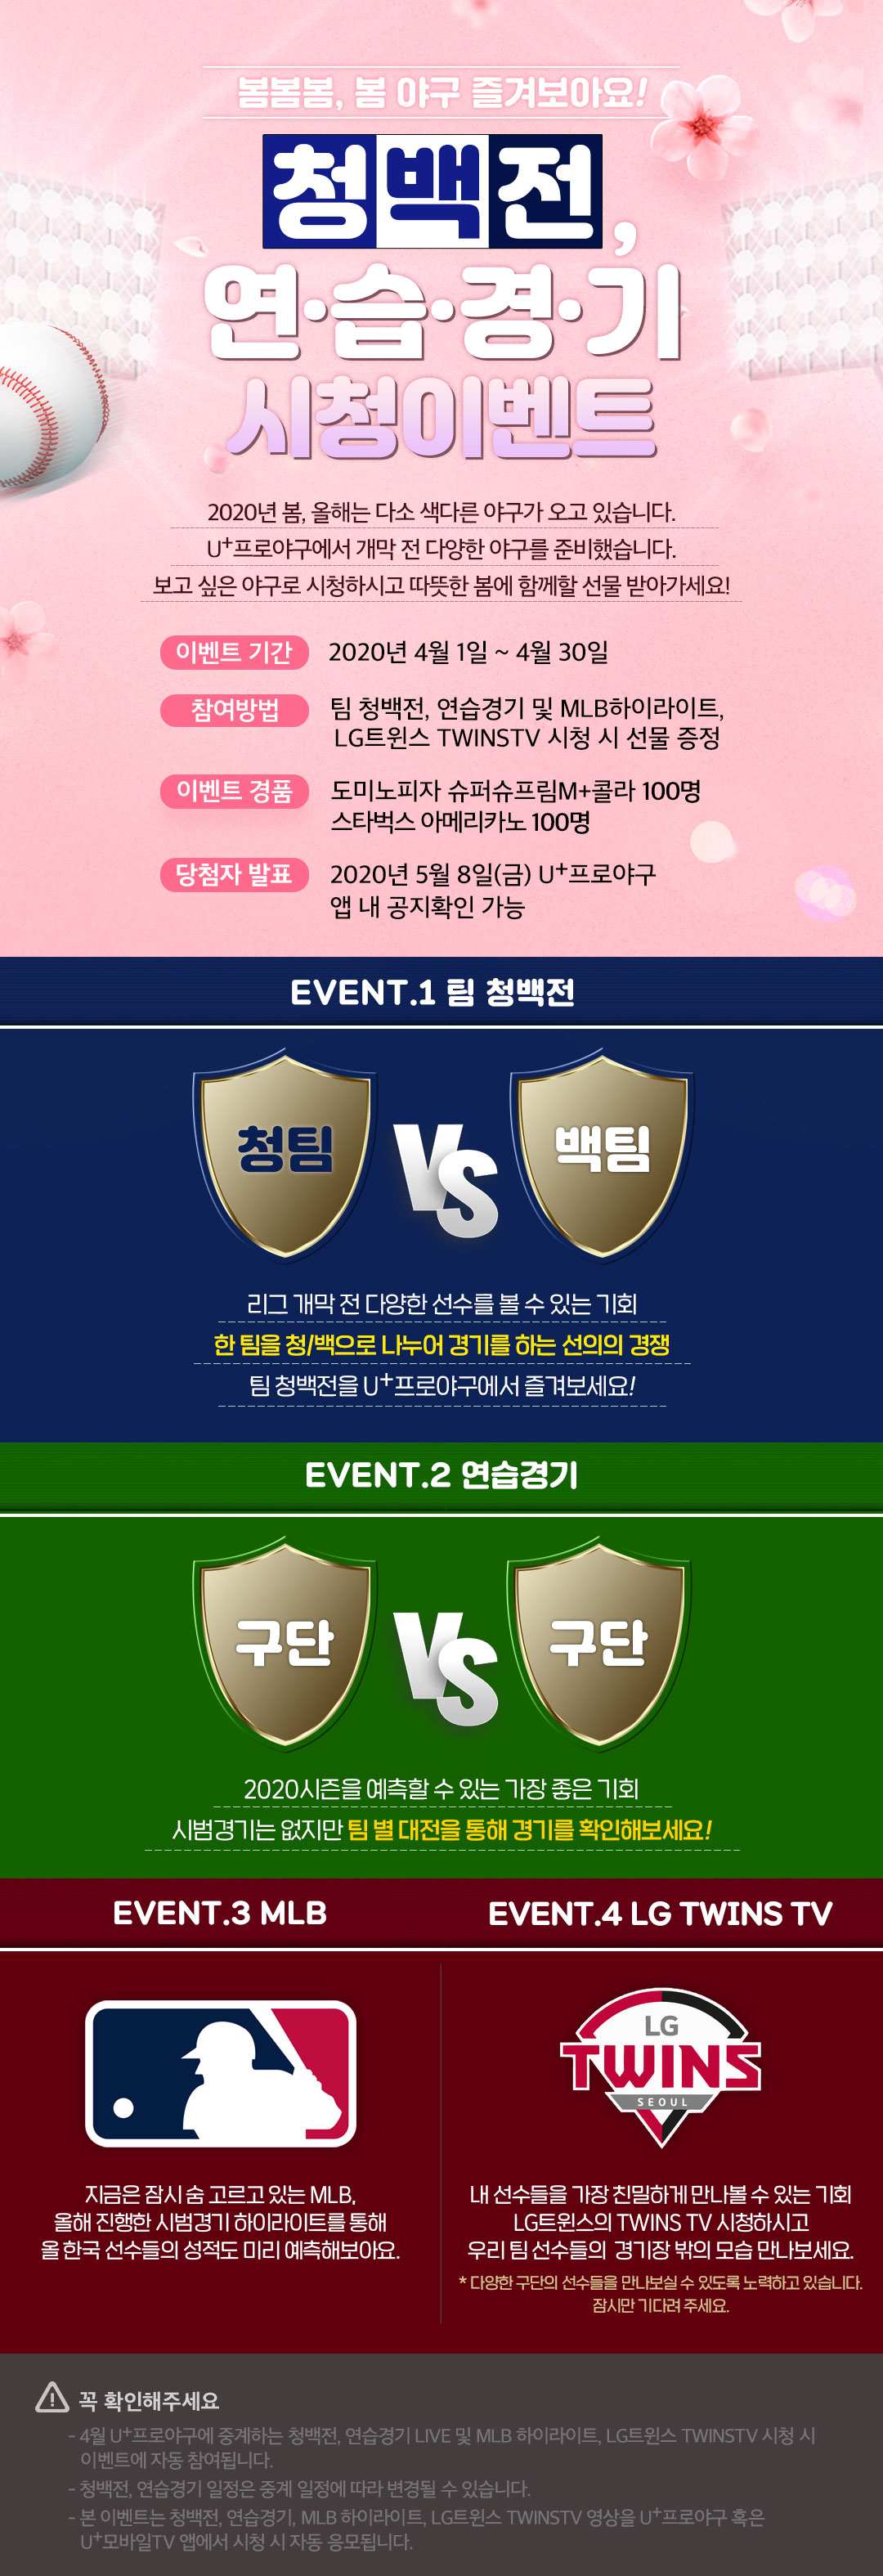 봄봄봄, 봄 야구 즐겨보아요!
청백전,
연·습·경·기
시청이벤트
2020년 봄, 올해는 다소 색다른 야구가 오고 있습니다.
U+프로야구에서 개막 전 다양한 야구를 준비했습니다.
보고 싶은 야구로 시청하시고 따뜻한 봄에 함께할 선물 받아가세요!
이벤트 기간 2020년 4월 1일 ~ 4월 30일
참여방법 팀 청백전, 연습경기 및 MLB하이라이트,
LG트윈스 TWINSTV 시청 시 선물 증정
이벤트 경품 도미노피자 슈퍼슈프림M+콜라 100명
스타벅스 아메리카노 100명
당첨자 발표 2020년 5월 8일(금) U+프로야구
앱 내 공지확인 가능
EVENT.1 팀 청백전
청팀 VS 백팀
리그 개막 전 다양한 선수를 볼 수 있는 기회
한 팀을 청/백으로 나누어 경기를 하는 선의의 경쟁
팀 청백전을 U+프로야구에서 즐겨보세요!
EVENT.2 연습경기
구단 VS 구단
2020시즌을 예측할 수 있는 가장 좋은 기회
시범경기는 없지만 팀 별 대전을 통해 경기를 확인해보세요!
EVENT.3 MLB
지금은 잠시 숨 고르고 있는 MLB,
올해 진행한 시범경기 하이라이트를 통해
올 한국 선수들의 성적도 미리 예측해보아요.
EVENT.4 LG TWINS TV
LG
TWINS
SEOUL
내 선수들을 가장 친밀하게 만나볼 수 있는 기회
LG트윈스의 TWINS TV 시청하시고
우리 팀 선수들의 경기장 밖의 모습 만나보세요.
* 다양한 구단의 선수들을 만나보실 수 있도록 노력하고 있습니다.
잠시만 기다려 주세요.
꼭 확인해주세요
- 4월 U+프로야구에 중계하는 청백전, 연습경기 LIVE 및 MLB 하이라이트, LG트윈스 TWINSTV 시청 시
이벤트에 자동 참여됩니다.
- 청백전, 연습경기 일정은 중계 일정에 따라 변경될 수 있습니다.
- 본 이벤트는 청백전, 연습경기, MLB 하이라이트, LG트윈스 TWINSTV 영상을 U+프로야구 혹은
U+모바일TV 앱에서 시청 시 자동 응모됩니다.